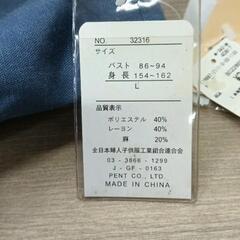 NO. 32316
サイズ
バスト 86~94
身長 154~162
L
品質表示
ポリエステル 40%
レーヨン 40%
麻 20%
全日本婦人子供服工業組合連合会
03-3866-1299
J-GF-0163
PENT CO., LTD.
MADE IN CHINA